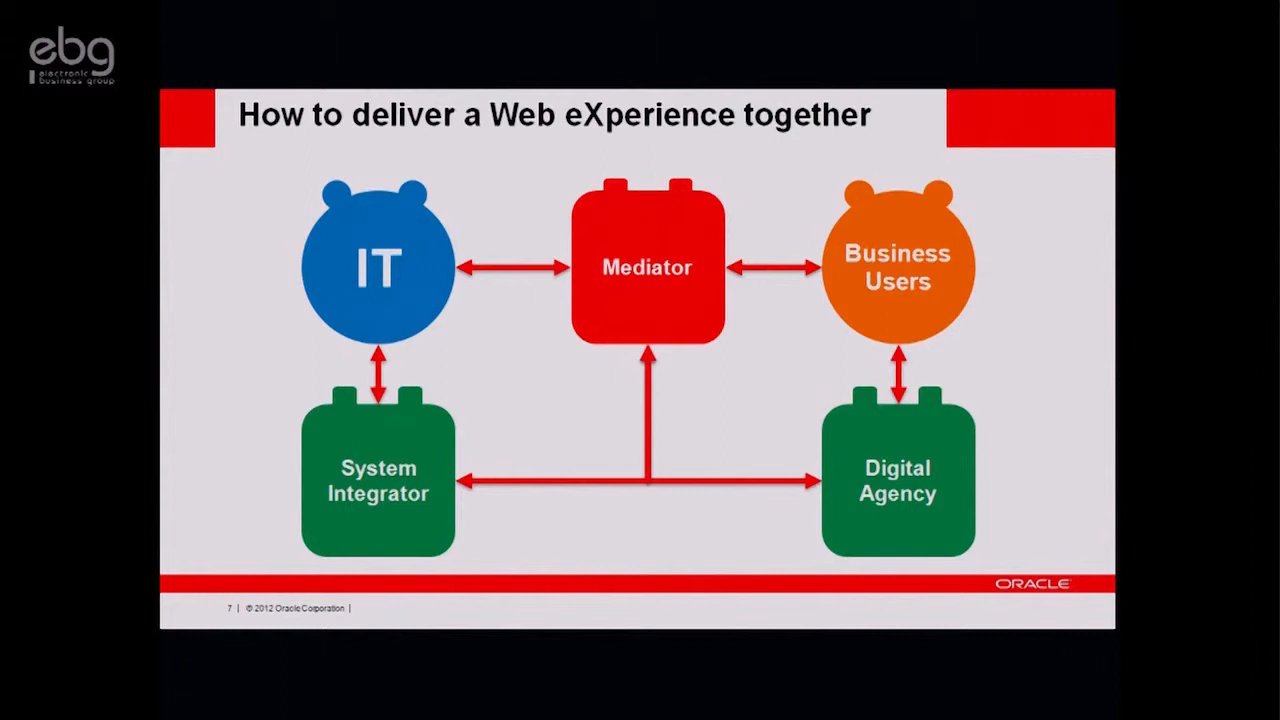 ebg
electronic
business group
How to deliver a Web eXperience together
IT
Mediator
Business
Users
System
Integrator
Digital
Agency
ORACLE
7 | © 2012 Oracle Corporation |